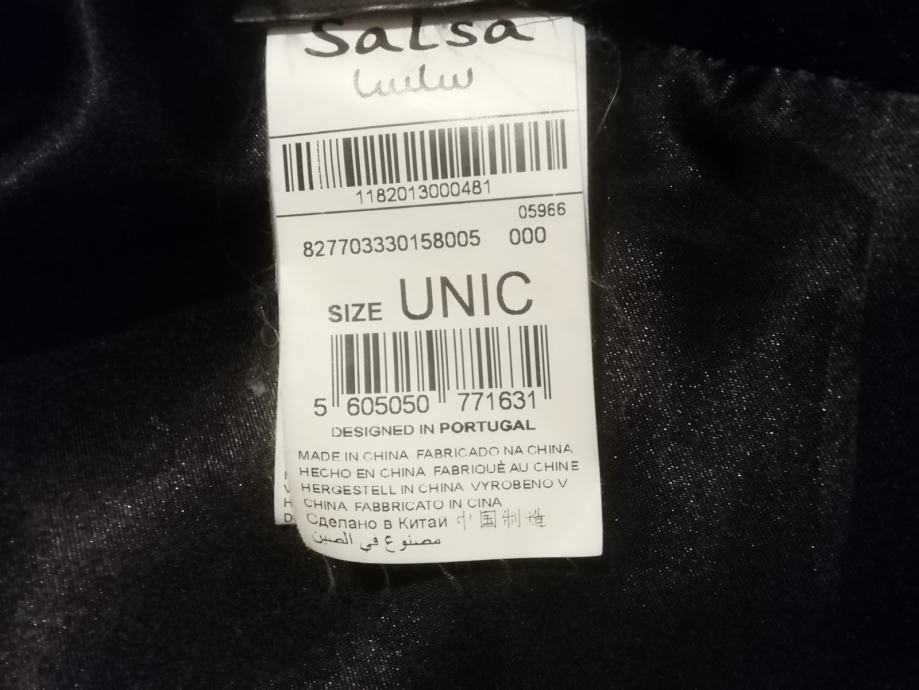 Salsa
سلسا
1182013000481
05966
827703330158005 000
SIZE UNIC
5 605050 771631
DESIGNED IN PORTUGAL
MADE IN CHINA FABRICADO NA CHINA,
HECHO EN CHINA FABRIQUÈ AU CHINE
HERGESTELL IN CHINA VYROBENO V
CHINA FABBRICATO IN CINA
Сделано в Китаи 中国制造
مصنوع في الصين